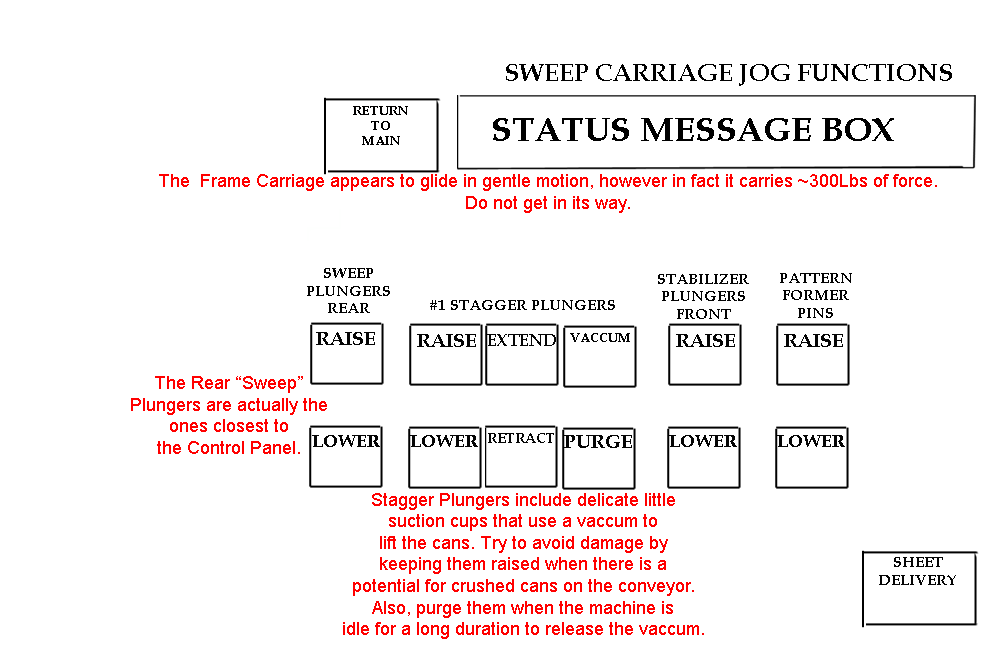 SWEEP CARRIAGE JOG FUNCTIONS
RETURN
TO
MAIN
STATUS MESSAGE BOX
The  Frame Carriage appears to glide in gentle motion, however in fact it carries ~300Lbs of force.
Do not get in its way.
SWEEP
PLUNGERS
REAR
#1 STAGGER PLUNGERS
STABILIZER
PLUNGERS
FRONT
PATTERN
FORMER
PINS
RAISE
RAISE
EXTEND
VACCUM
RAISE
RAISE
The Rear “Sweep”
Plungers are actually the
ones closest to
the Control Panel.
LOWER
LOWER
RETRACT
PURGE
LOWER
LOWER
Stagger Plungers include delicate little
suction cups that use a vaccum to
lift the cans. Try to avoid damage by
keeping them raised when there is a
potential for crushed cans on the conveyor.
Also, purge them when the machine is
idle for a long duration to release the vaccum.
SHEET
DELIVERY